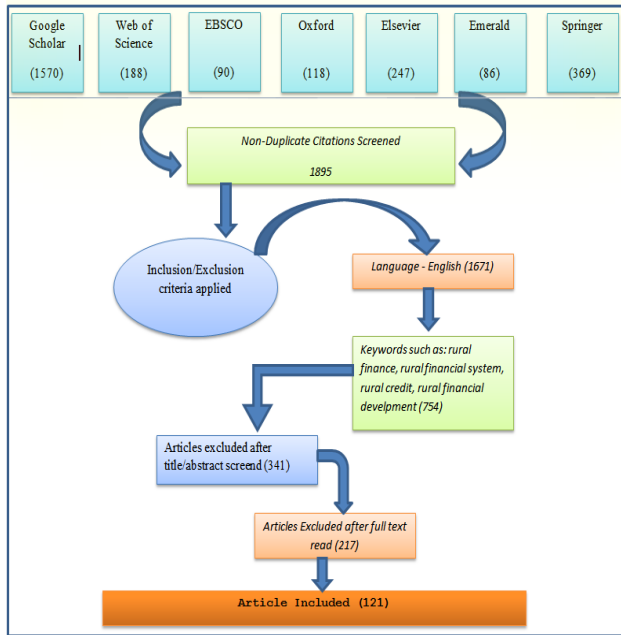 Google
Scholar
(1570)
Web of
Science
(188)
EBSCO
(90)
Oxford
(118)
Elsevier
(247)
Emerald
(86)
Springer
(369)
Non-Duplicate Citations Screened
1895
Inclusion/Exclusion
criteria applied
Language - English (1671)
Keywords such as: rural
finance, rural financial system,
rural credit, rural financial
develpment (754)
Articles excluded after
title/abstract screend (341)
Articles Excluded after full text
read (217)
Article Included (121)